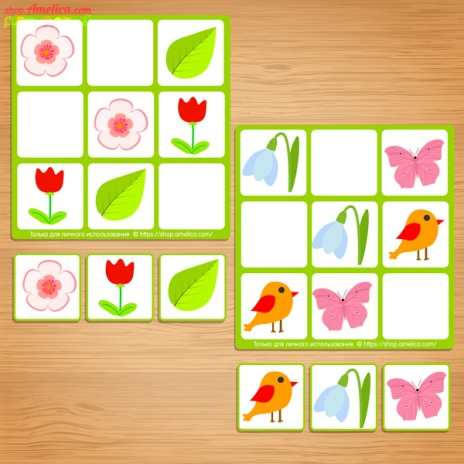 shop.Amelica.com
Только для личного использования © https://shop.amelica.com/
Только для личного использования © https://shop.amelica.com/